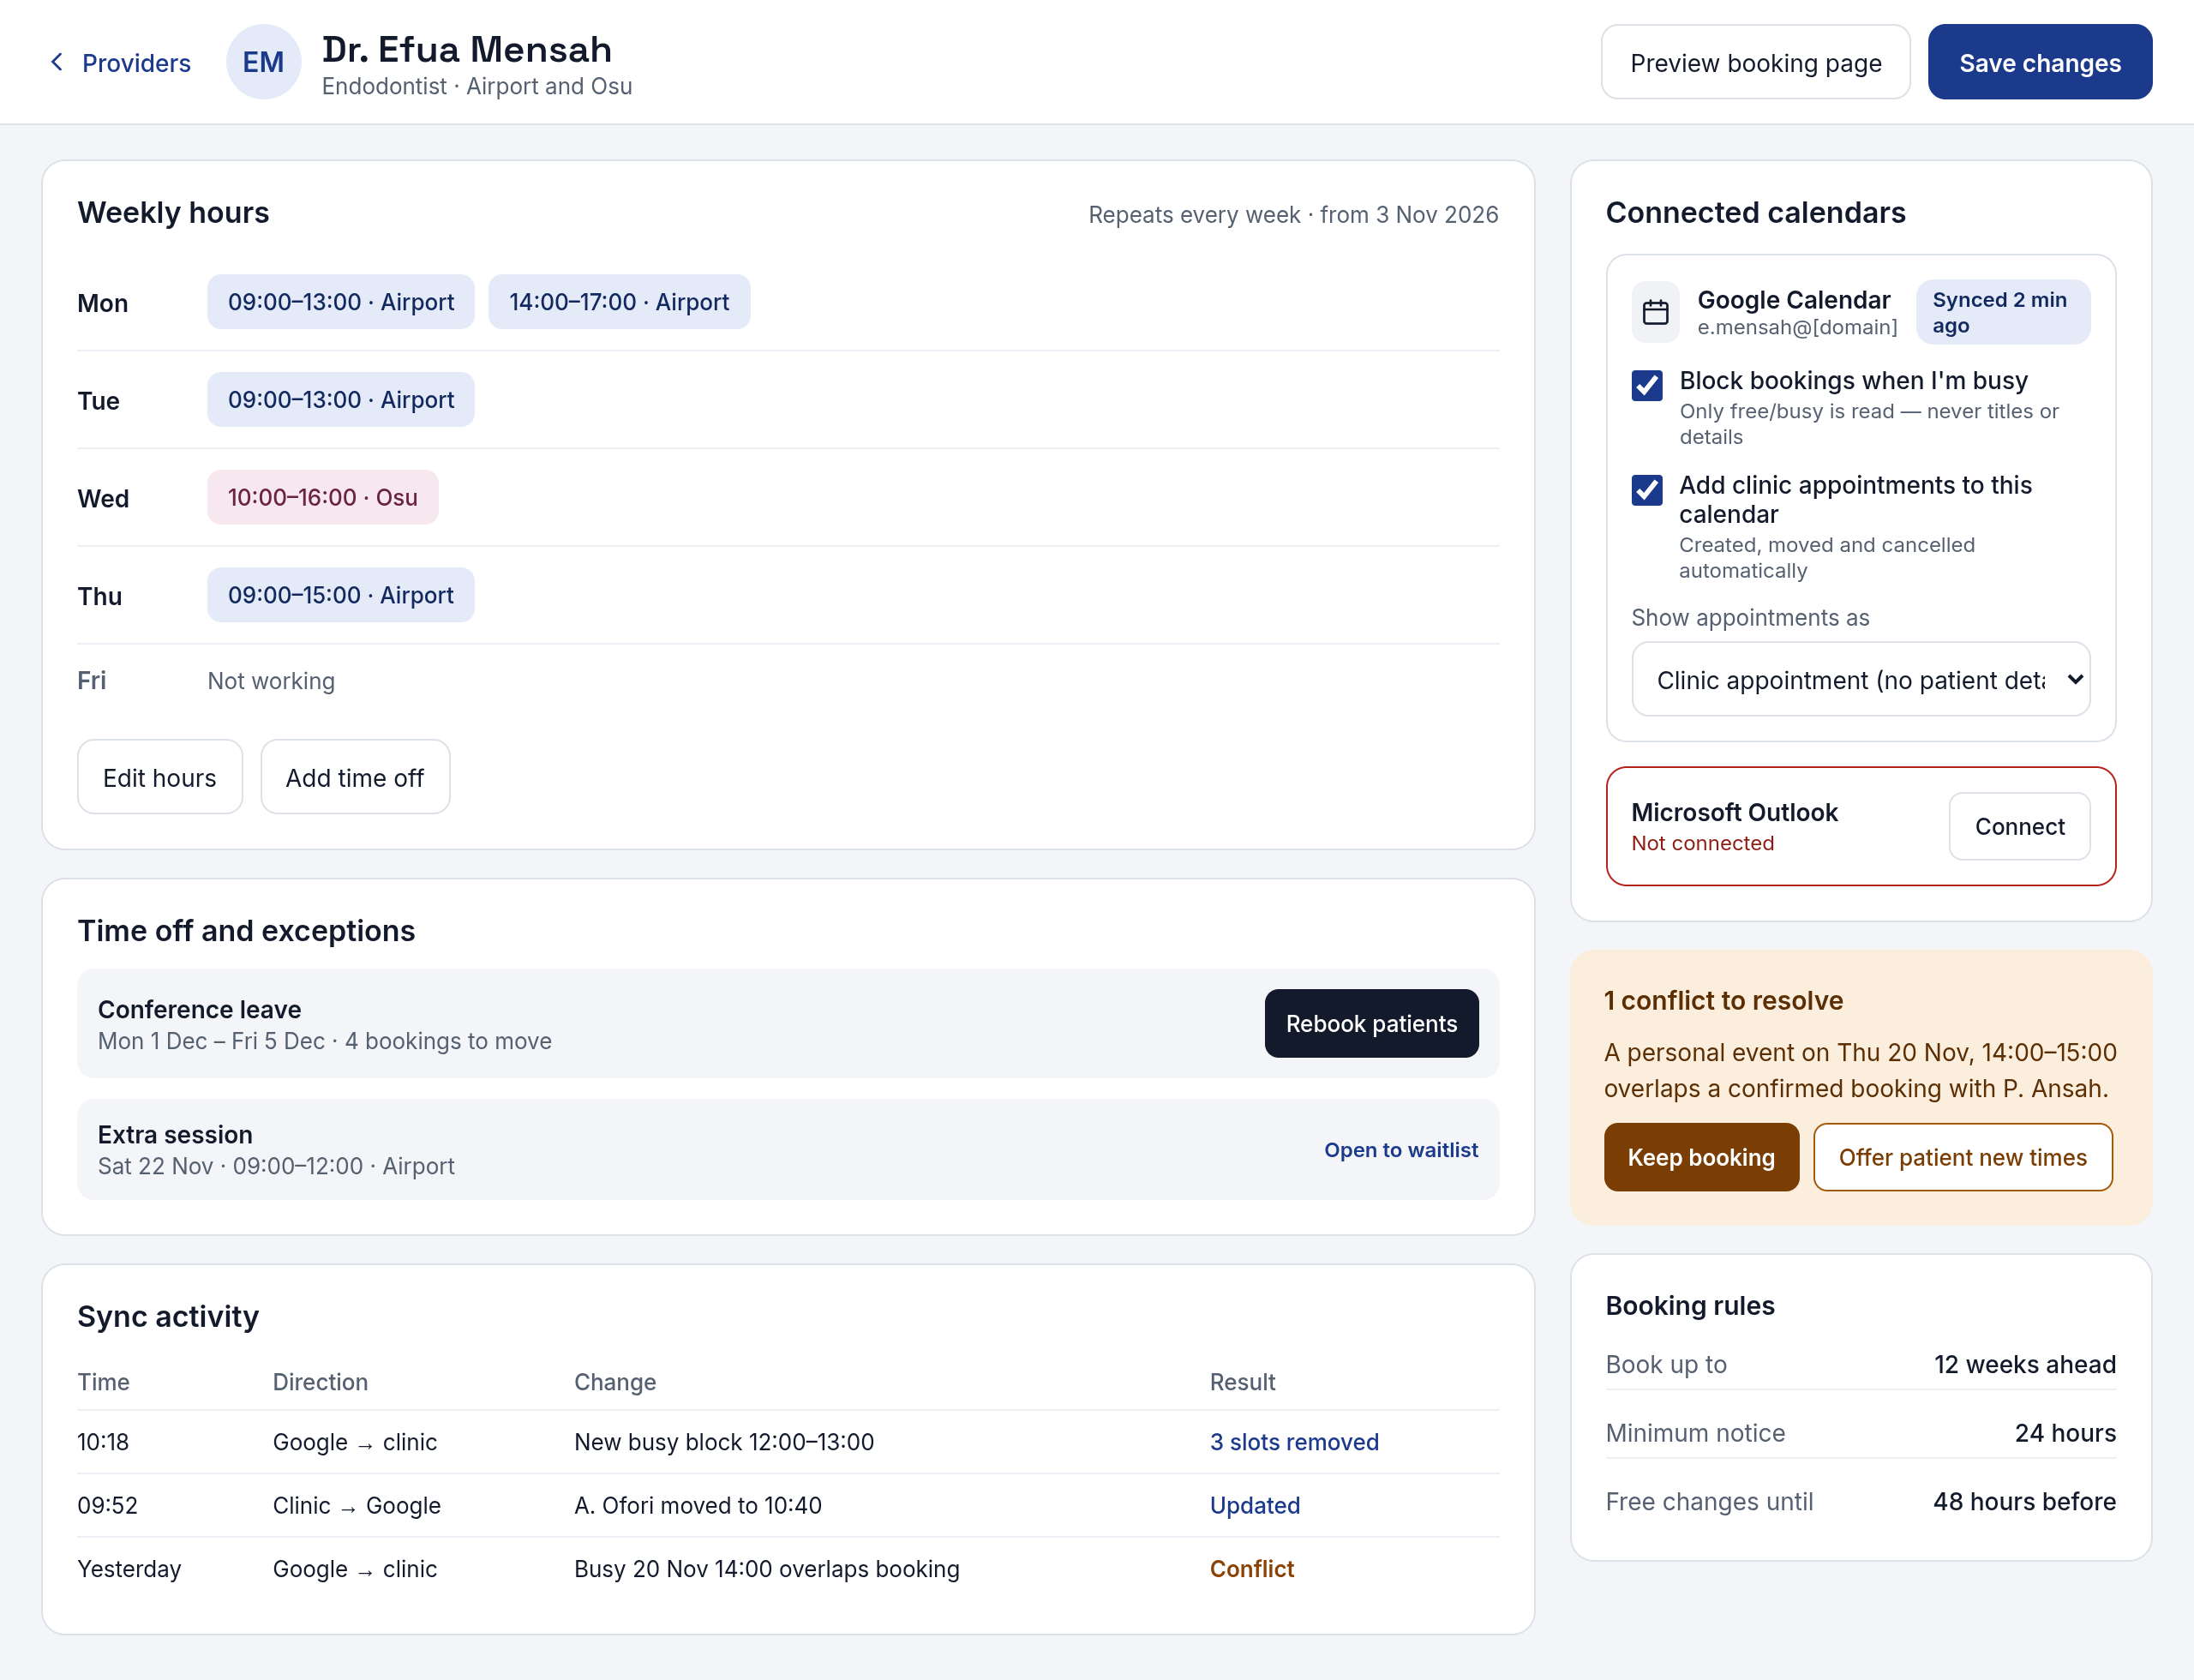 Providers
EM
Dr. Efua Mensah
Endodontist · Airport and Osu
Preview booking page
Save changes
Weekly hours
Repeats every week · from 3 Nov 2026
Mon
09:00–13:00 · Airport
14:00–17:00 · Airport
Tue
09:00–13:00 · Airport
Wed
10:00–16:00 · Osu
Thu
09:00–15:00 · Airport
Fri
Not working
Edit hours
Add time off
Time off and exceptions
Conference leave
Mon 1 Dec – Fri 5 Dec · 4 bookings to move
Rebook patients
Extra session
Sat 22 Nov · 09:00–12:00 · Airport
Open to waitlist
Sync activity
Time Direction Change Result
10:18 Google → clinic New busy block 12:00–13:00 3 slots removed
09:52 Clinic → Google A. Ofori moved to 10:40 Updated
Yesterday Google → clinic Busy 20 Nov 14:00 overlaps booking Conflict
Connected calendars
Google Calendar
e.mensah@[domain]
Synced 2 min
ago
Block bookings when I'm busy
Only free/busy is read — never titles or
details
Add clinic appointments to this
calendar
Created, moved and cancelled
automatically
Show appointments as
Clinic appointment (no patient
Microsoft Outlook
Not connected
Connect
1 conflict to resolve
A personal event on Thu 20 Nov, 14:00–15:00
overlaps a confirmed booking with P. Ansah.
Keep booking
Offer patient new times
Booking rules
Book up to 12 weeks ahead
Minimum notice 24 hours
Free changes until 48 hours before